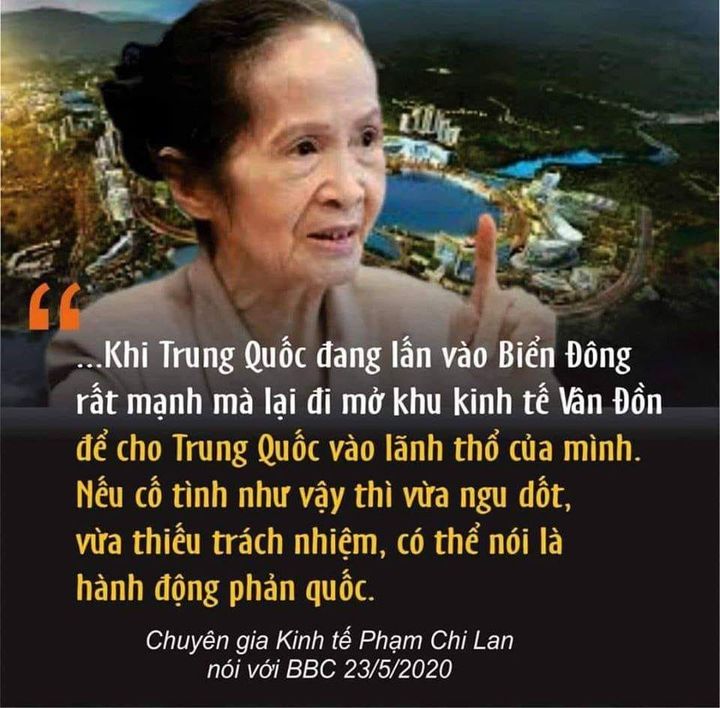 “
...Khi Trung Quốc đang lấn vào Biển Đông
rất mạnh mà lại đi mở khu kinh tế Vân Đồn
để cho Trung Quốc vào lãnh thổ của mình.
Nếu cố tình như vậy thì vừa ngu dốt,
vừa thiếu trách nhiệm, có thể nói là
hành động phản quốc.
Chuyên gia Kinh tế Phạm Chi Lan
nói với BBC 23/5/2020